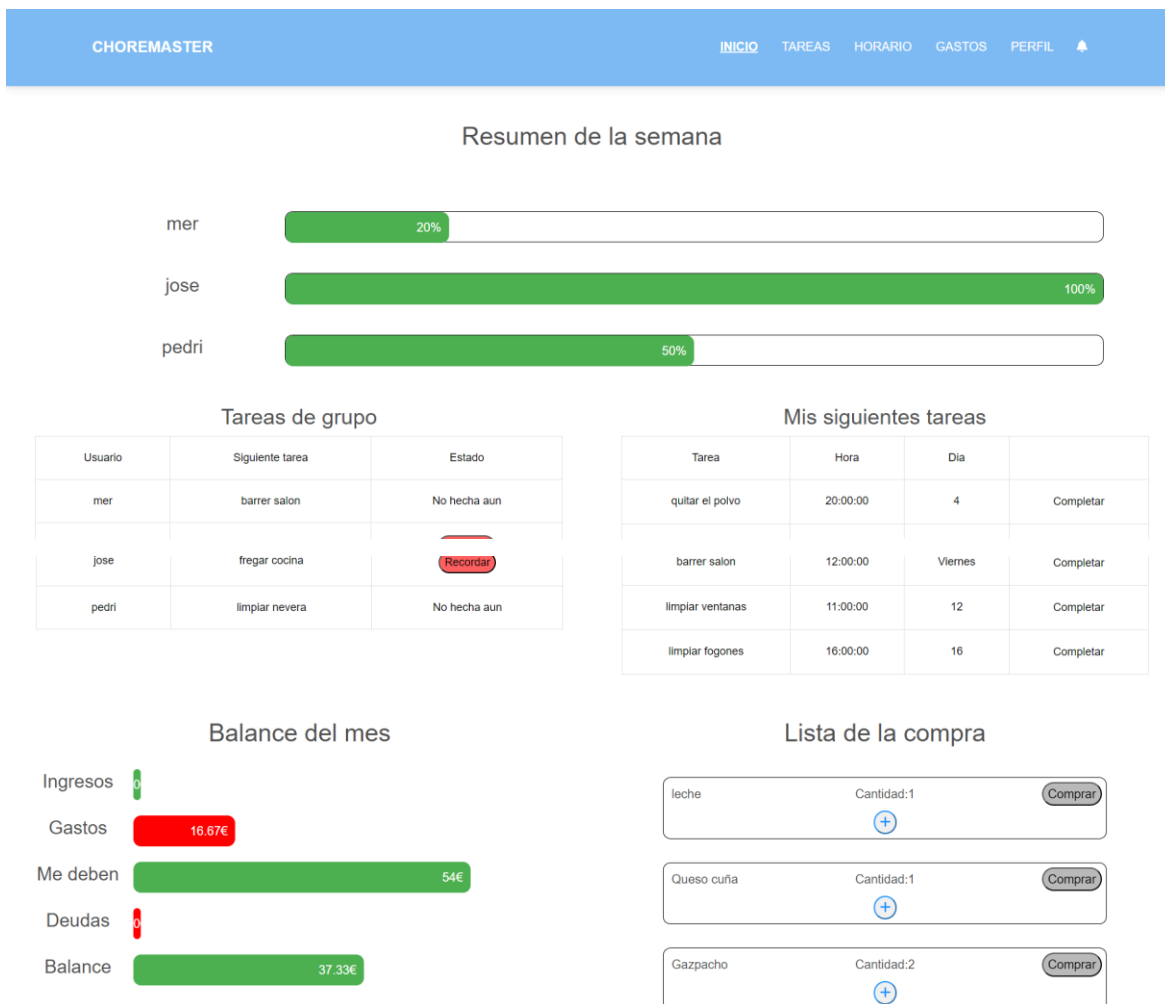 CHOREMASTER INICIO TAREAS HORARIO GASTOS PERFIL
Resumen de la semana
mer 20%
jose 100%
pedri 50%
Tareas de grupo
Usuario Siguiente tarea Estado
mer barrer salon No hecha aun
jose fregar cocina Recordar
pedri limpiar nevera No hecha aun
Mis siguientes tareas
Tarea Hora Dia
quitar el polvo 20:00:00 4 Completar
barrer salon 12:00:00 Viernes Completar
limpiar ventanas 11:00:00 12 Completar
limpiar fogones 16:00:00 16 Completar
Balance del mes
Ingresos 0
Gastos 16.67€
Me deben 54€
Deudas 0
Balance 37.33€
Lista de la compra
leche Cantidad:1 Comprar
+
Queso cuña Cantidad:1 Comprar
+
Gazpacho Cantidad:2 Comprar
+